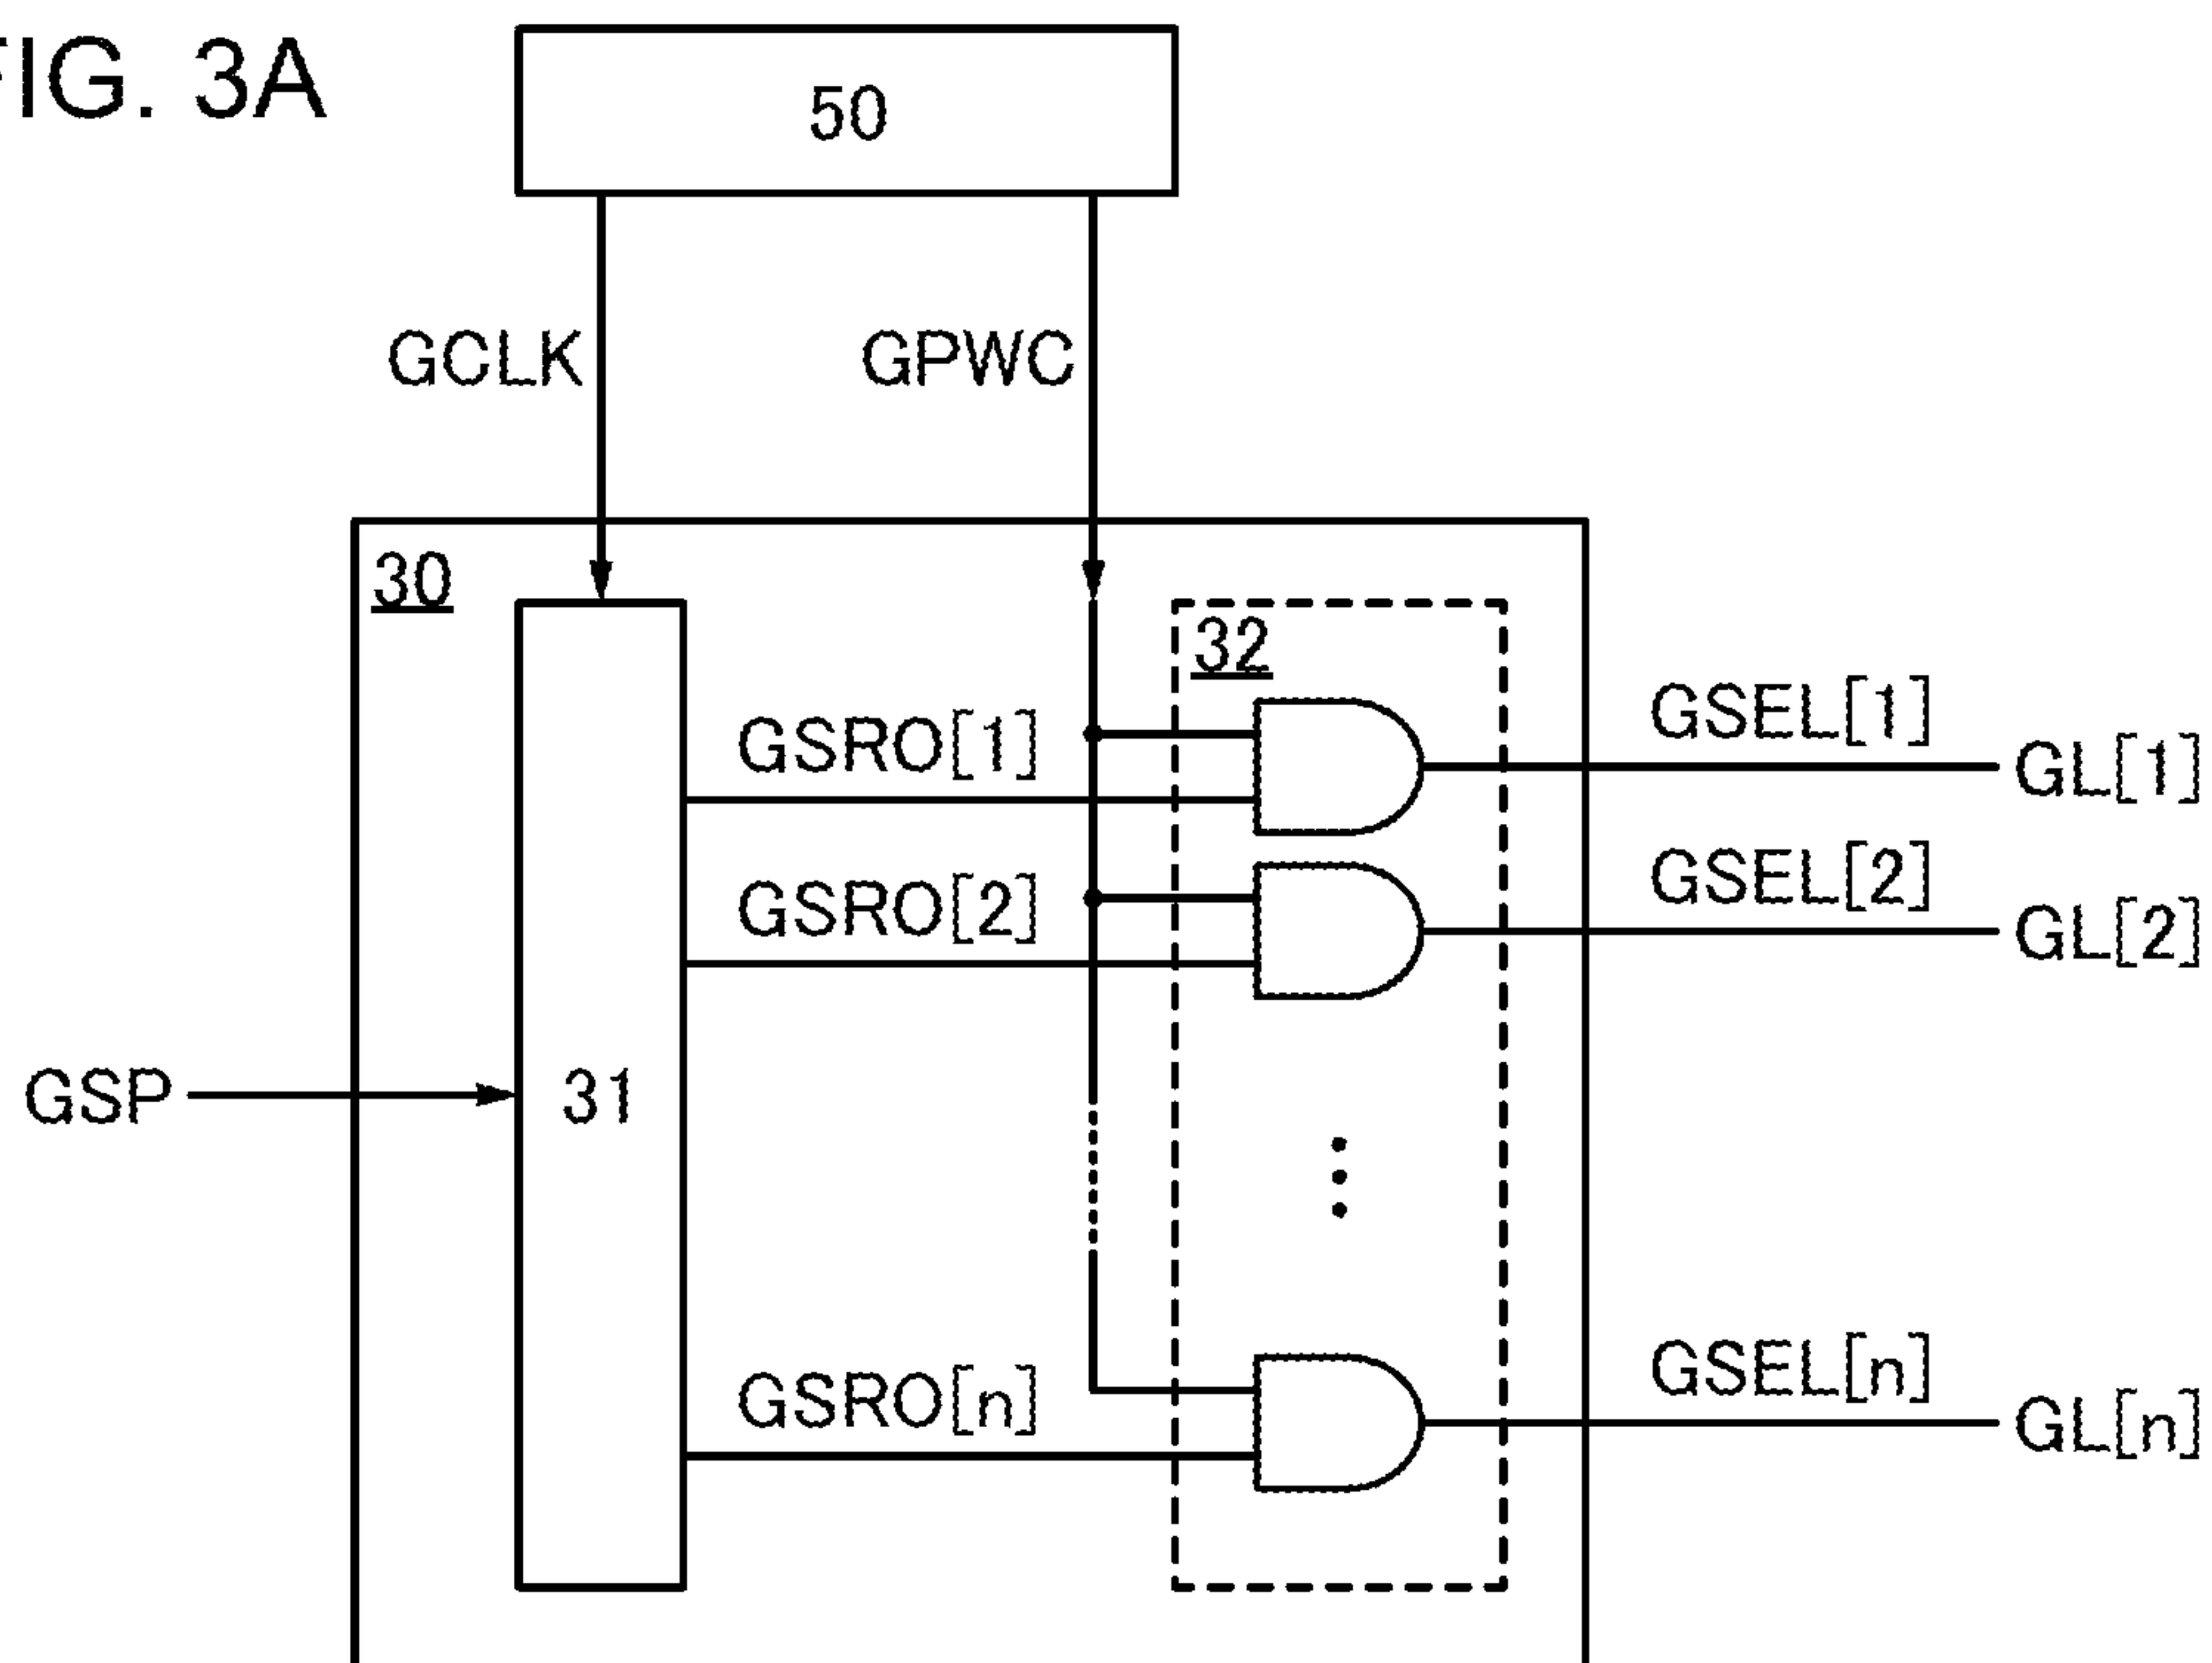 FIG. 3A
50
GCLK
GPWC
30
32
GSRO[1]
GSEL[1]
GL[1]
GSRO[2]
GSEL[2]
GL[2]
GSP
31
GSRO[n]
GSEL[n]
GL[n]